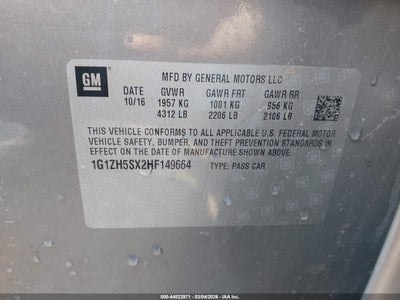 GM
MFD BY GENERAL MOTORS LLC
DATE GVWR GAWR FRT GAWR RR
10/16 1957 KG 1001 KG 956 KG
4312 LB 2206 LB 2106 LB
THIS VEHICLE CONFORMS TO ALL APPLICABLE U.S. FEDERAL MOTOR
VEHICLE SAFETY, BUMPER, AND THEFT PREVENTION STANDARDS IN
EFFECT ON THE DATE OF MANUFACTURE SHOWN ABOVE.
1G1ZH5SX2HF149664 TYPE: PASS CAR
000-44522971 - 03/04/2026 - IAA Inc.